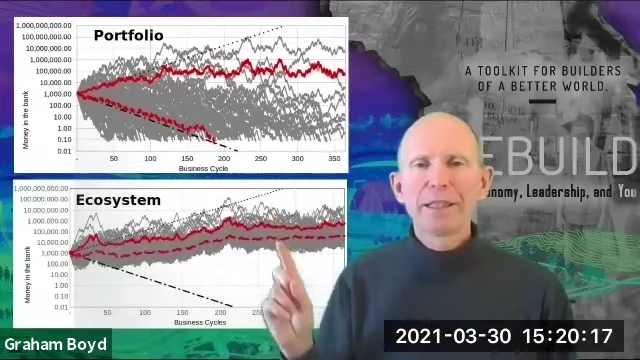 Portfolio
1,000,000,000.00
100,000,000.00
10,000,000.00
1,000,000.00
100,000.00
10,000.00
1,000.00
100.00
10.00
1.00
0.10
0.01
Money in the bank
50 100 150 200 250 300 350
Business Cycle
Ecosystem
1,000,000,000.00
100,000,000.00
10,000,000.00
1,000,000.00
100,000.00
10,000.00
1,000.00
100.00
10.00
1.00
0.10
0.01
Money in the bank
50 100 150 200 250
Business Cycles
A TOOLKIT FOR BUILDERS
OF A BETTER WORLD.
EBUILD
onomy, Leadership, and You
Graham Boyd
2021-03-30 15:20:17